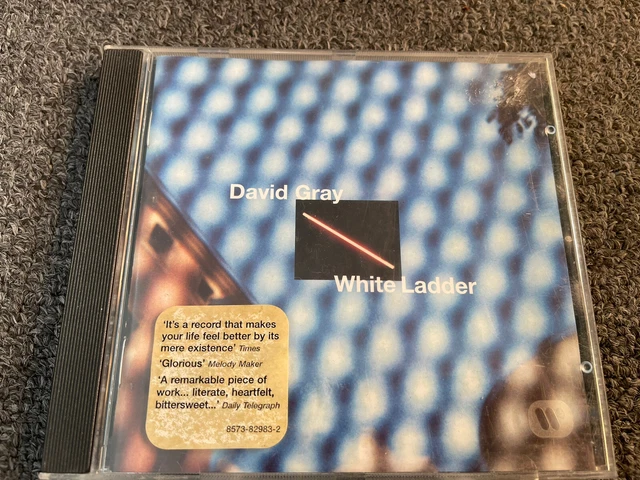 David Gray
White Ladder
‘It's a record that makes
your life feel better by its
mere existence’ Times
‘Glorious’ Melody Maker
‘A remarkable piece of
work... literate, heartfelt,
bittersweet...’ Daily Telegraph
8573-82983-2